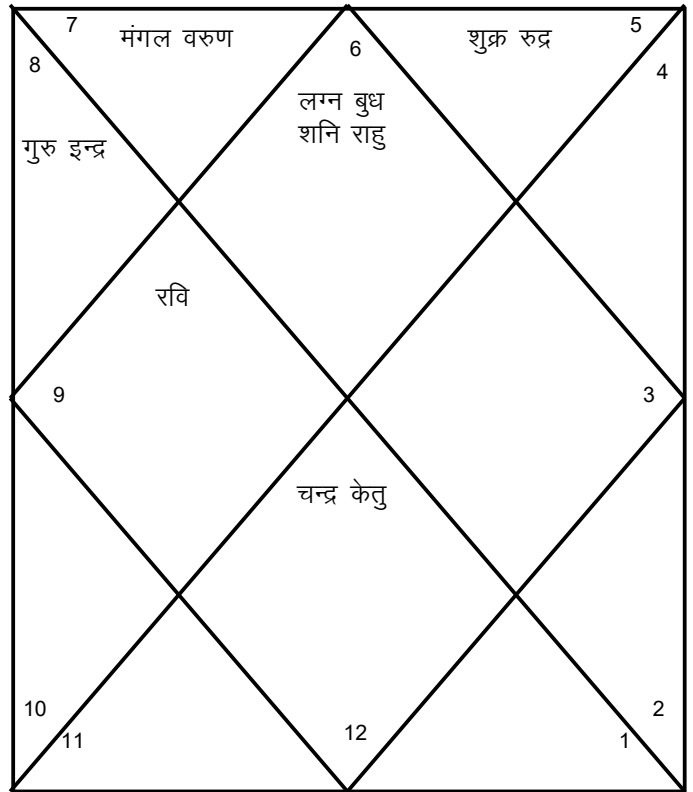 7 मंगल वरुण 6 शुक्र रुद्र 5
8 4
लग्न बुध
शनि राहु
गुरु इन्द्र
रवि
9 3
चन्द्र केतु
10 2
11 12 1